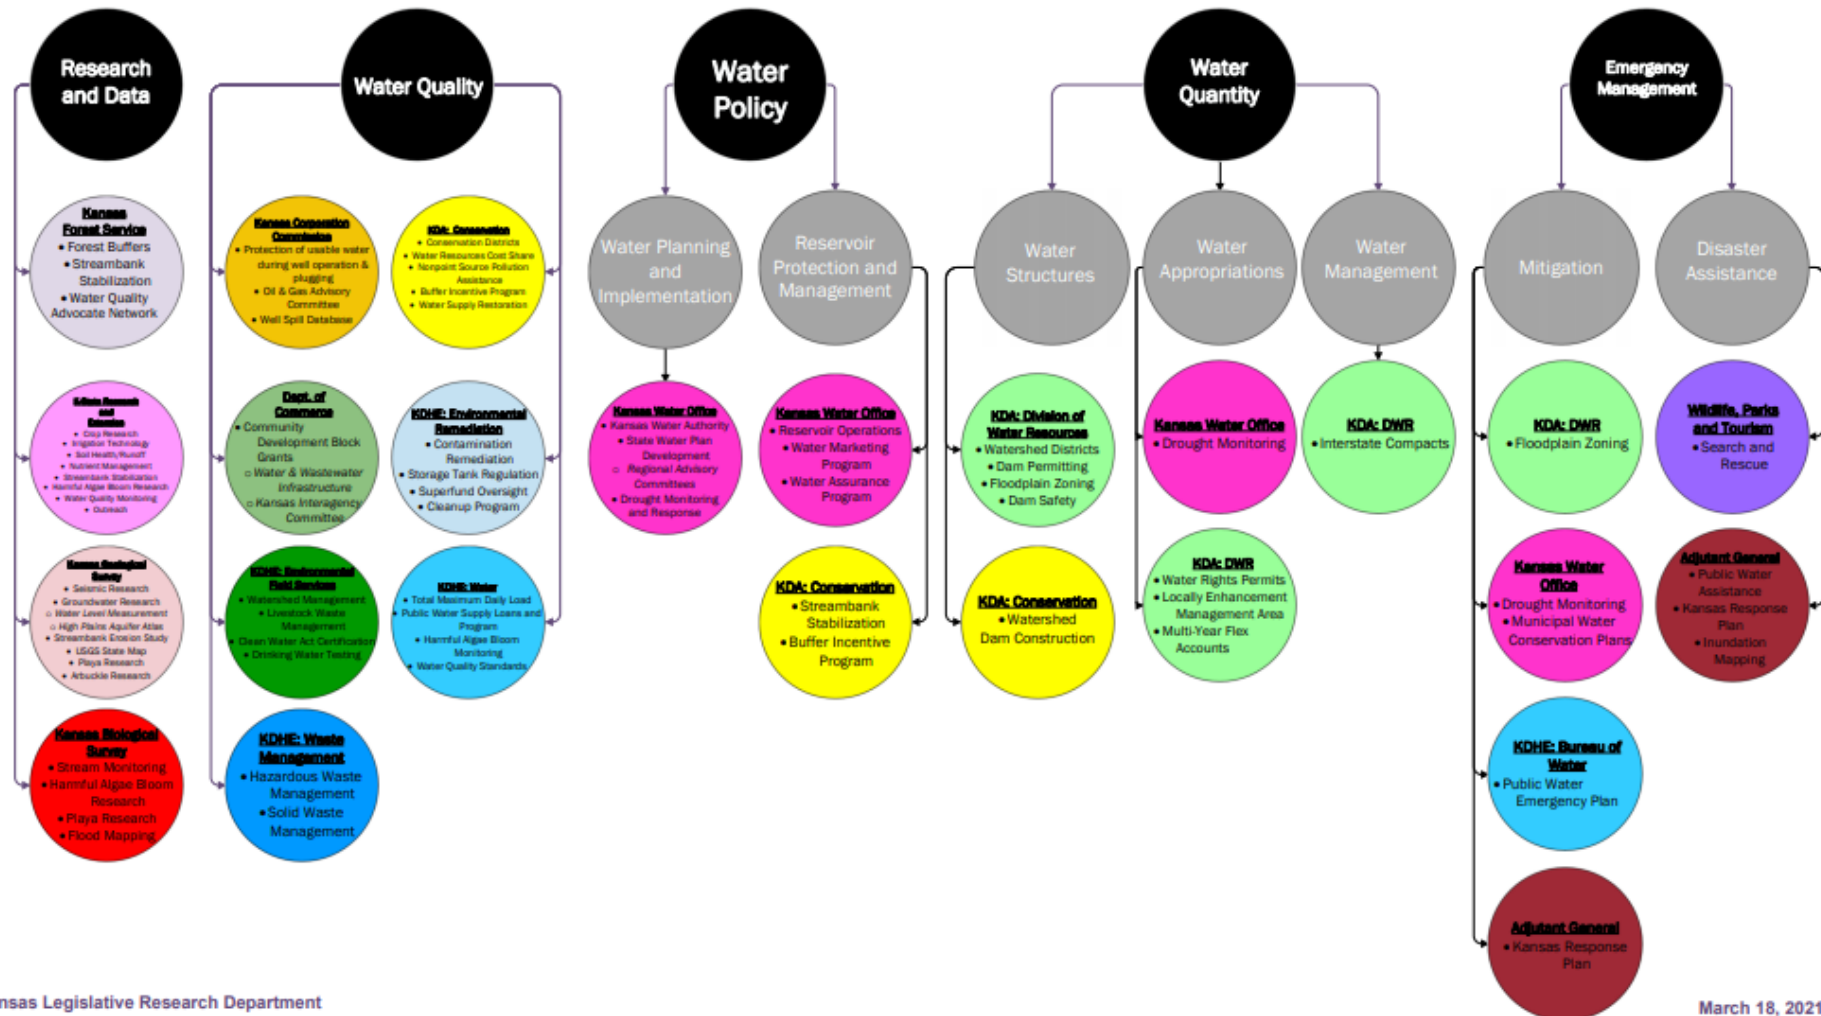 Research
and Data
Water Quality
Water
Policy
Water
Quantity
Emergency
Management
Kansas
Forest Service
• Forest Buffers
• Streambank
Stabilization
• Water Quality
Advocate Network
K-State Research
and
Extension
• Crop Research
• Irrigation Technology
• Soil Health/Runoff
• Nutrient Management
• Streambank Stabilization
• Harmful Algae Bloom Research
• Water Quality Monitoring
• Outreach
Kansas Geological
Survey
• Seismic Research
• Groundwater Research
○ Water Level Measurement
○ High Plains Aquifer Atlas
• Streambank Erosion Study
• USGS State Map
• Playa Research
• Arbuckle Research
Kansas Biological
Survey
• Stream Monitoring
• Harmful Algae Bloom
Research
• Playa Research
• Flood Mapping
Kansas Corporation
Commission
• Protection of usable water
during well operation &
plugging
• Oil & Gas Advisory
Committee
• Well Spill Database
Dept. of
Commerce
• Community
Development Block
Grants
○ Water & Wastewater
Infrastructure
○ Kansas Interagency
Committee
KDHE: Environmental
Field Services
• Watershed Management
• Livestock Waste
Management
• Clean Water Act Certification
• Drinking Water Testing
KDHE: Waste
Management
• Hazardous Waste
Management
• Solid Waste
Management
KDA: Conservation
• Conservation Districts
• Water Resources Cost Share
• Nonpoint Source Pollution
Assistance
• Buffer Incentive Program
• Water Supply Restoration
KDHE: Environmental
Remediation
• Contamination
Remediation
• Storage Tank Regulation
• Superfund Oversight
• Cleanup Program
KDHE: Water
• Total Maximum Daily Load
• Public Water Supply Loans and
Program
• Harmful Algae Bloom
Monitoring
• Water Quality Standards
Water Planning
and
Implementation
Kansas Water Office
• Kansas Water Authority
• State Water Plan
Development
○ Regional Advisory
Committees
• Drought Monitoring
and Response
Reservoir
Protection and
Management
Kansas Water Office
• Reservoir Operations
• Water Marketing
Program
• Water Assurance
Program
KDA: Conservation
• Streambank
Stabilization
• Buffer Incentive
Program
Water
Structures
KDA: Division of
Water Resources
• Watershed Districts
• Dam Permitting
• Floodplain Zoning
• Dam Safety
KDA: Conservation
• Watershed
Dam Construction
Water
Appropriations
Kansas Water Office
• Drought Monitoring
KDA: DWR
• Water Rights Permits
• Locally Enhancement
Management Area
• Multi-Year Flex
Accounts
Water
Management
KDA: DWR
• Interstate Compacts
Mitigation
KDA: DWR
• Floodplain Zoning
Kansas Water
Office
• Drought Monitoring
• Municipal Water
Conservation Plans
KDHE: Bureau of
Water
• Public Water
Emergency Plan
Adjutant General
• Kansas Response
Plan
Disaster
Assistance
Wildlife, Parks
and Tourism
• Search and
Rescue
Adjutant General
• Public Water
Assistance
• Kansas Response
Plan
• Inundation
Mapping
nsas Legislative Research Department
March 18, 2021